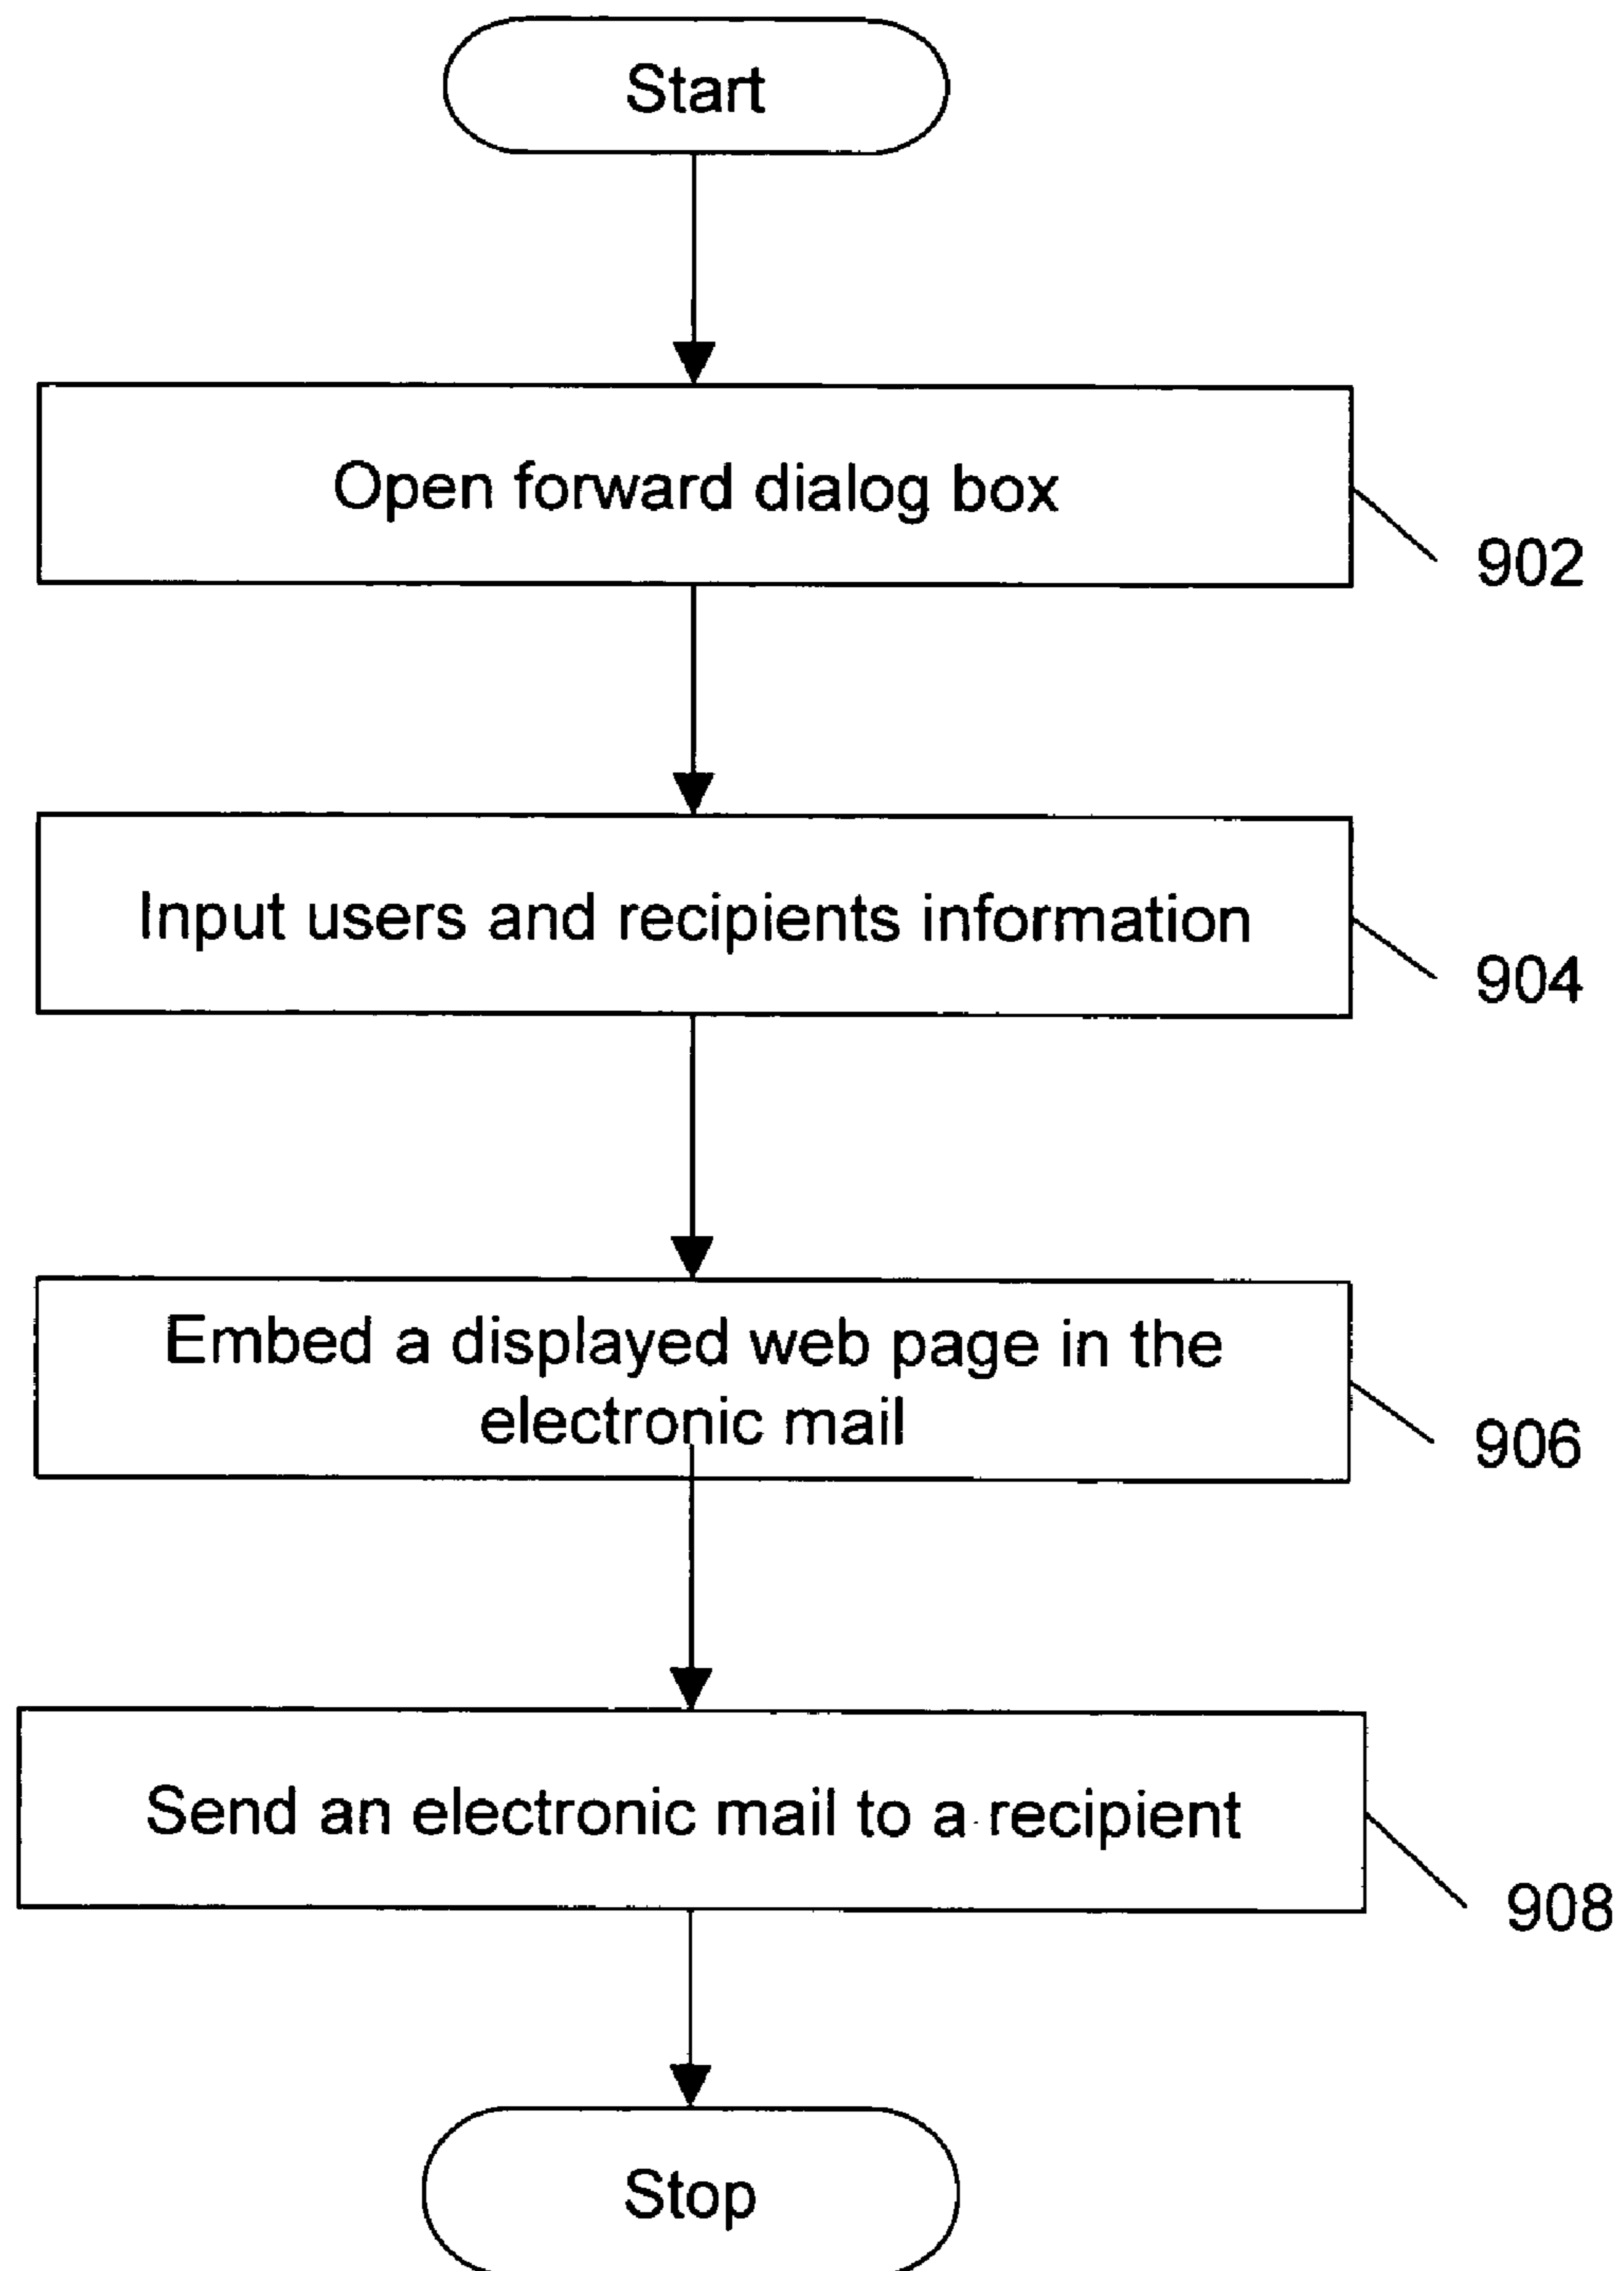 Start
Open forward dialog box
902
Input users and recipients information
904
Embed a displayed web page in the
electronic mail
906
Send an electronic mail to a recipient
908
Stop